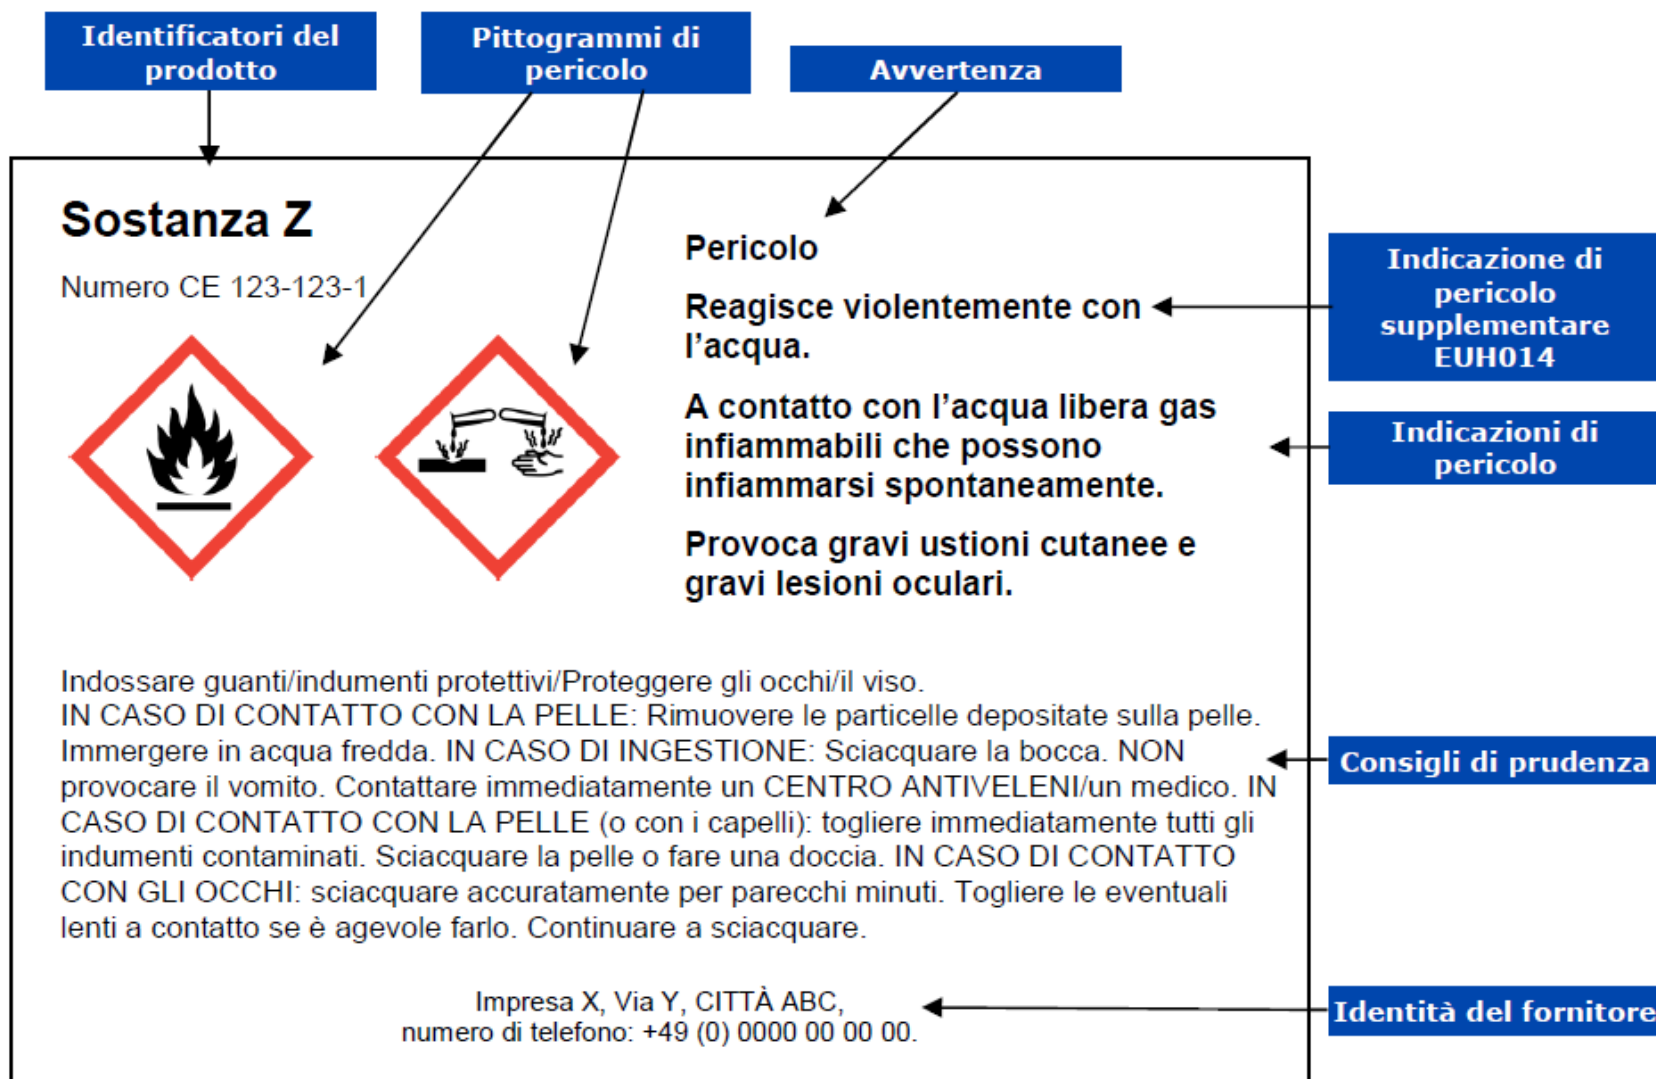 Identificatori del
prodotto
Pittogrammi di
pericolo
Avvertenza
Sostanza Z
Numero CE 123-123-1
Pericolo
Reagisce violentemente con
l'acqua.
A contatto con l'acqua libera gas
infiammabili che possono
infiammarsi spontaneamente.
Provoca gravi ustioni cutanee e
gravi lesioni oculari.
Indicazione di
pericolo
supplementare
EUH014
Indicazioni di
pericolo
Indossare guanti/indumenti protettivi/Proteggere gli occhi/il viso.
IN CASO DI CONTATTO CON LA PELLE: Rimuovere le particelle depositate sulla pelle.
Immergere in acqua fredda. IN CASO DI INGESTIONE: Sciacquare la bocca. NON
provocare il vomito. Contattare immediatamente un CENTRO ANTIVELENI/un medico. IN
CASO DI CONTATTO CON LA PELLE (o con i capelli): togliere immediatamente tutti gli
indumenti contaminati. Sciacquare la pelle o fare una doccia. IN CASO DI CONTATTO
CON GLI OCCHI: sciacquare accuratamente per parecchi minuti. Togliere le eventuali
lenti a contatto se è agevole farlo. Continuare a sciacquare.
Consigli di prudenza
Impresa X, Via Y, CITTÀ ABC,
numero di telefono: +49 (0) 0000 00 00 00.
Identità del fornitore